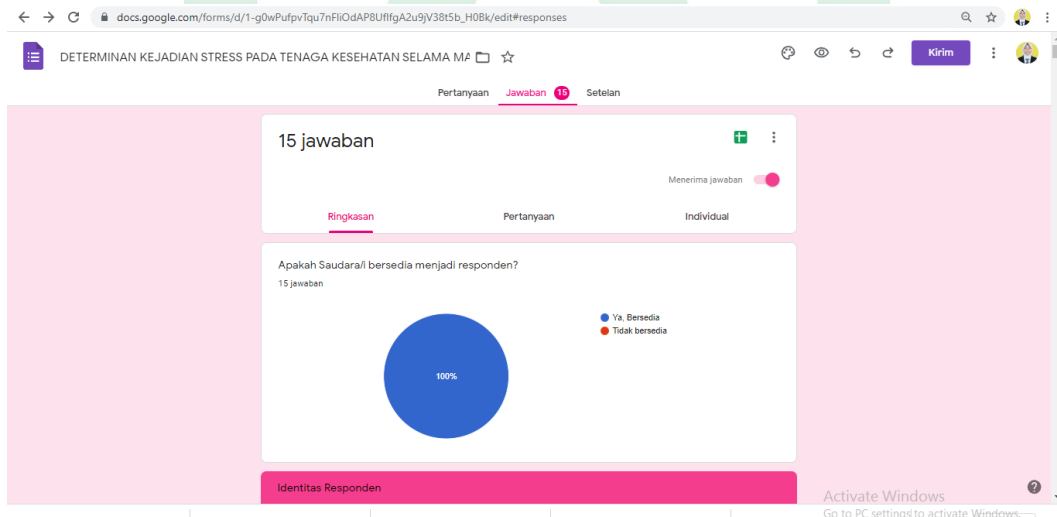 docs.google.com/forms/d/1-g0wPufpvTqu7nFliOdAP8UfIfgA2u9jV38t5b_H0Bk/edit#responses
DETERMINAN KEJADIAN STRESS PADA TENAGA KESEHATAN SELAMA MA
Kirim
Pertanyaan Jawaban 15 Setelan
15 jawaban
Menerima jawaban
Ringkasan Pertanyaan Individual
Apakah Saudara/i bersedia menjadi responden?
15 jawaban
Ya, Bersedia
Tidak bersedia
100%
Identitas Responden
Activate Windows
Go to PC settings to activate Windows.